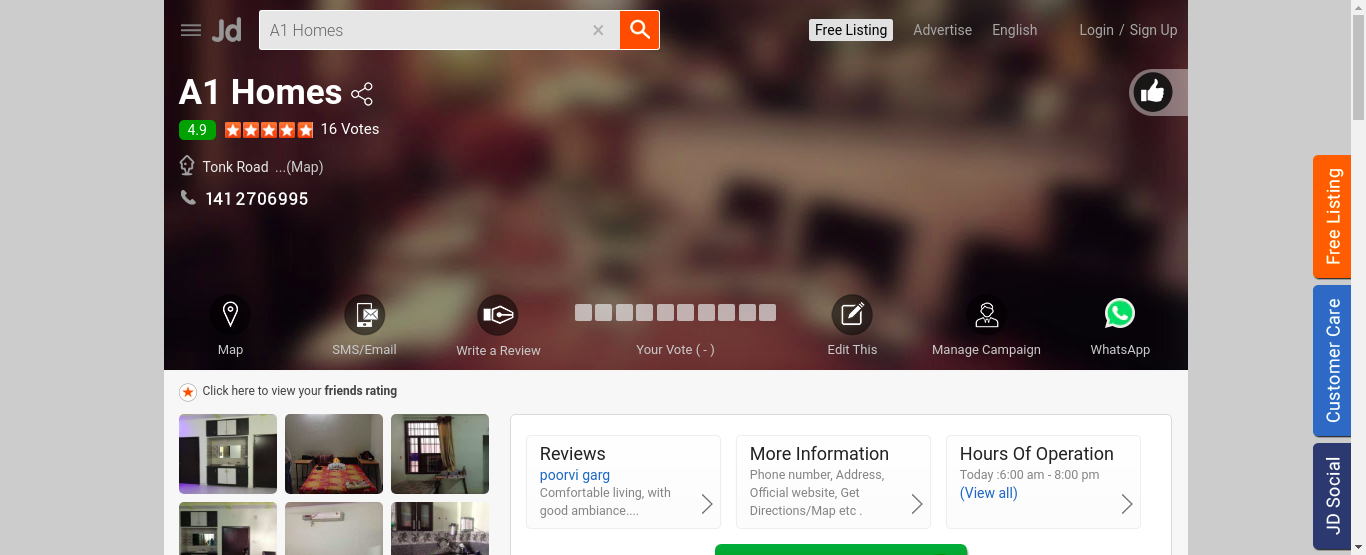 Jd
A1 Homes ×
Free Listing
Advertise
English
Login / Sign Up
A1 Homes
4.9
16 Votes
Tonk Road ...(Map)
1412706995
Map
SMS/Email
Write a Review
Your Vote ( - )
Edit This
Manage Campaign
WhatsApp
Click here to view your friends rating
Reviews
poorvi garg
Comfortable living, with
good ambiance....
More Information
Phone number, Address,
Official website, Get
Directions/Map etc .
Hours Of Operation
Today :6:00 am - 8:00 pm
(View all)
Free Listing
Customer Care
JD Social